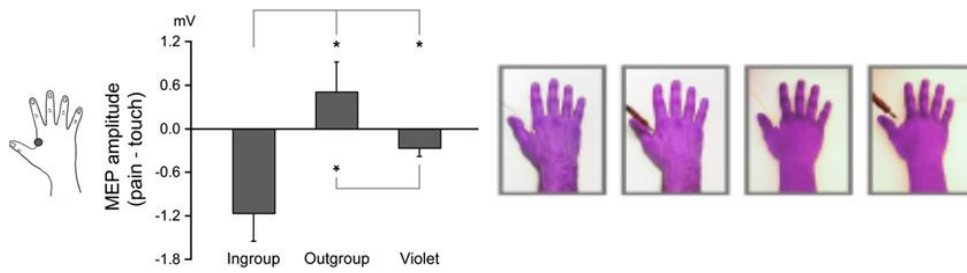 mV
1.2
0.6
0.0
-0.6
-1.2
-1.8
MEP amplitude
(pain - touch)
* *
*
Ingroup Outgroup Violet